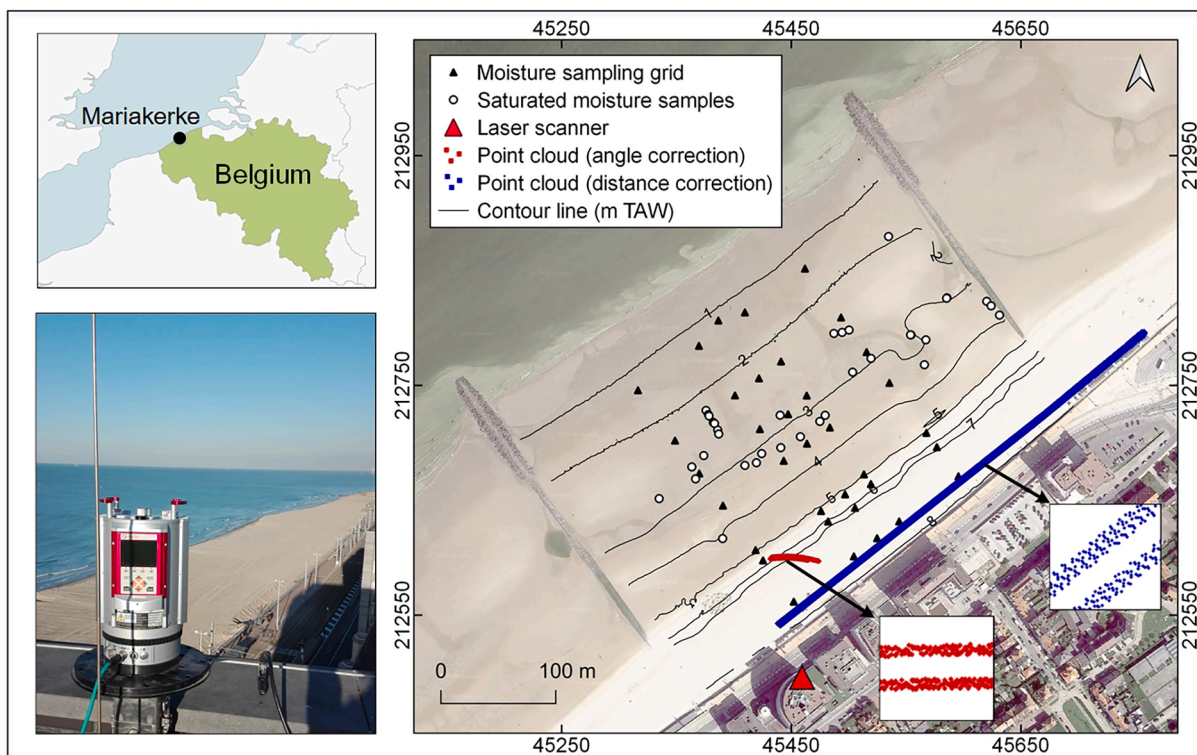 Mariakerke
Belgium
45250
45450
45650
Moisture sampling grid
Saturated moisture samples
Laser scanner
Point cloud (angle correction)
Point cloud (distance correction)
Contour line (m TAW)
212950
212950
212750
212750
212550
212550
1
2
2
3
4
5
6
7
8
0
100 m
45250
45450
45650